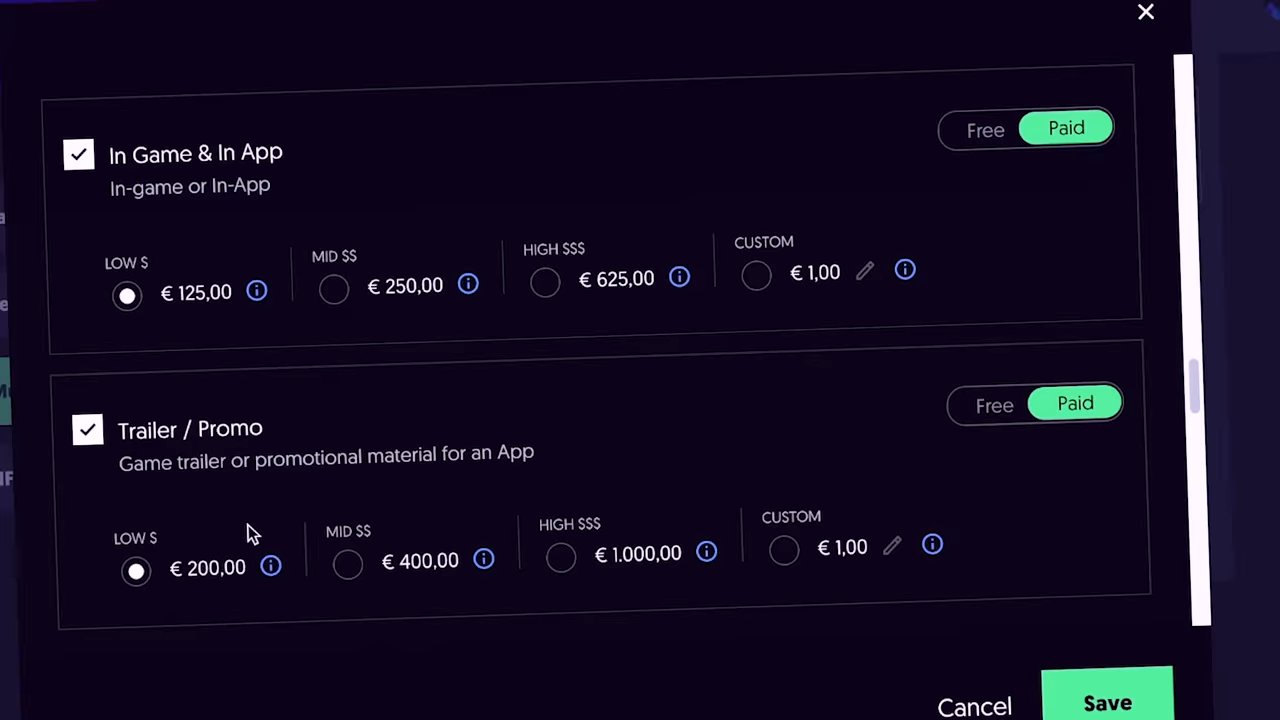 In Game & In App
In-game or In-App
Free Paid
LOW $ MID $$ HIGH $$$ CUSTOM
€ 125,00 € 250,00 € 625,00 € 1,00
Trailer / Promo
Game trailer or promotional material for an App
Free Paid
LOW $ MID $$ HIGH $$$ CUSTOM
€ 200,00 € 400,00 € 1.000,00 € 1,00
Cancel Save